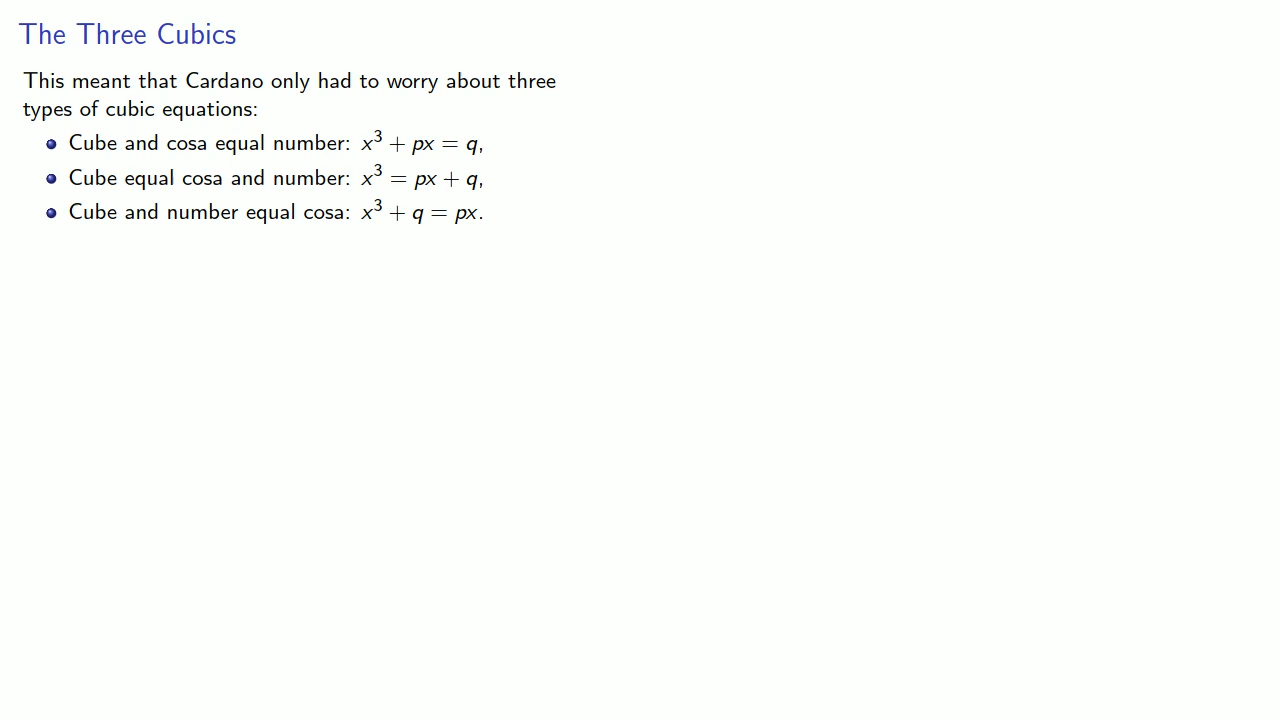 The Three Cubics
This meant that Cardano only had to worry about three
types of cubic equations:
Cube and cosa equal number: x³ + px = q,
Cube equal cosa and number: x³ = px + q,
Cube and number equal cosa: x³ + q = px.